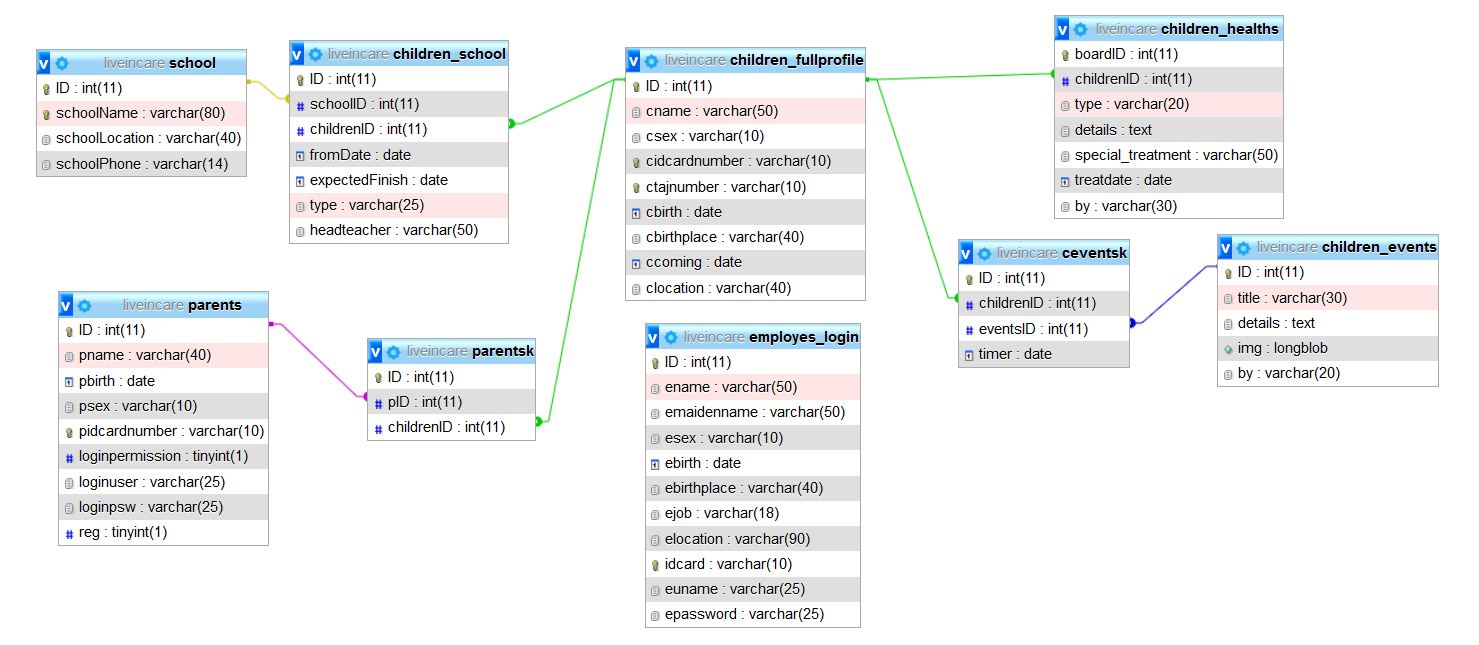 v liveincare school
ID : int(11)
schoolName : varchar(80)
schoolLocation : varchar(40)
schoolPhone : varchar(14)
v liveincare children_school
ID : int(11)
# schoolID : int(11)
# childrenID : int(11)
fromDate : date
expectedFinish : date
type : varchar(25)
headteacher : varchar(50)
v liveincare children_fullprofile
ID : int(11)
cname : varchar(50)
csex : varchar(10)
cidcardnumber : varchar(10)
ctajnumber : varchar(10)
cbirth : date
cbirthplace : varchar(40)
ccoming : date
clocation : varchar(40)
v liveincare children_healths
boardID : int(11)
# childrenID : int(11)
type : varchar(20)
details : text
special_treatment : varchar(50)
treatdate : date
by : varchar(30)
v liveincare ceventsk
ID : int(11)
# childrenID : int(11)
# eventsID : int(11)
timer : date
v liveincare children_events
ID : int(11)
title : varchar(30)
details : text
img : longblob
by : varchar(20)
v liveincare parents
ID : int(11)
pname : varchar(40)
pbirth : date
psex : varchar(10)
pidcardnumber : varchar(10)
# loginpermission : tinyint(1)
loginuser : varchar(25)
loginpsw : varchar(25)
# reg : tinyint(1)
v liveincare parentsk
ID : int(11)
# pID : int(11)
# childrenID : int(11)
v liveincare employes_login
ID : int(11)
ename : varchar(50)
emaidenname : varchar(50)
esex : varchar(10)
ebirth : date
ebirthplace : varchar(40)
ejob : varchar(18)
elocation : varchar(90)
idcard : varchar(10)
euname : varchar(25)
epassword : varchar(25)